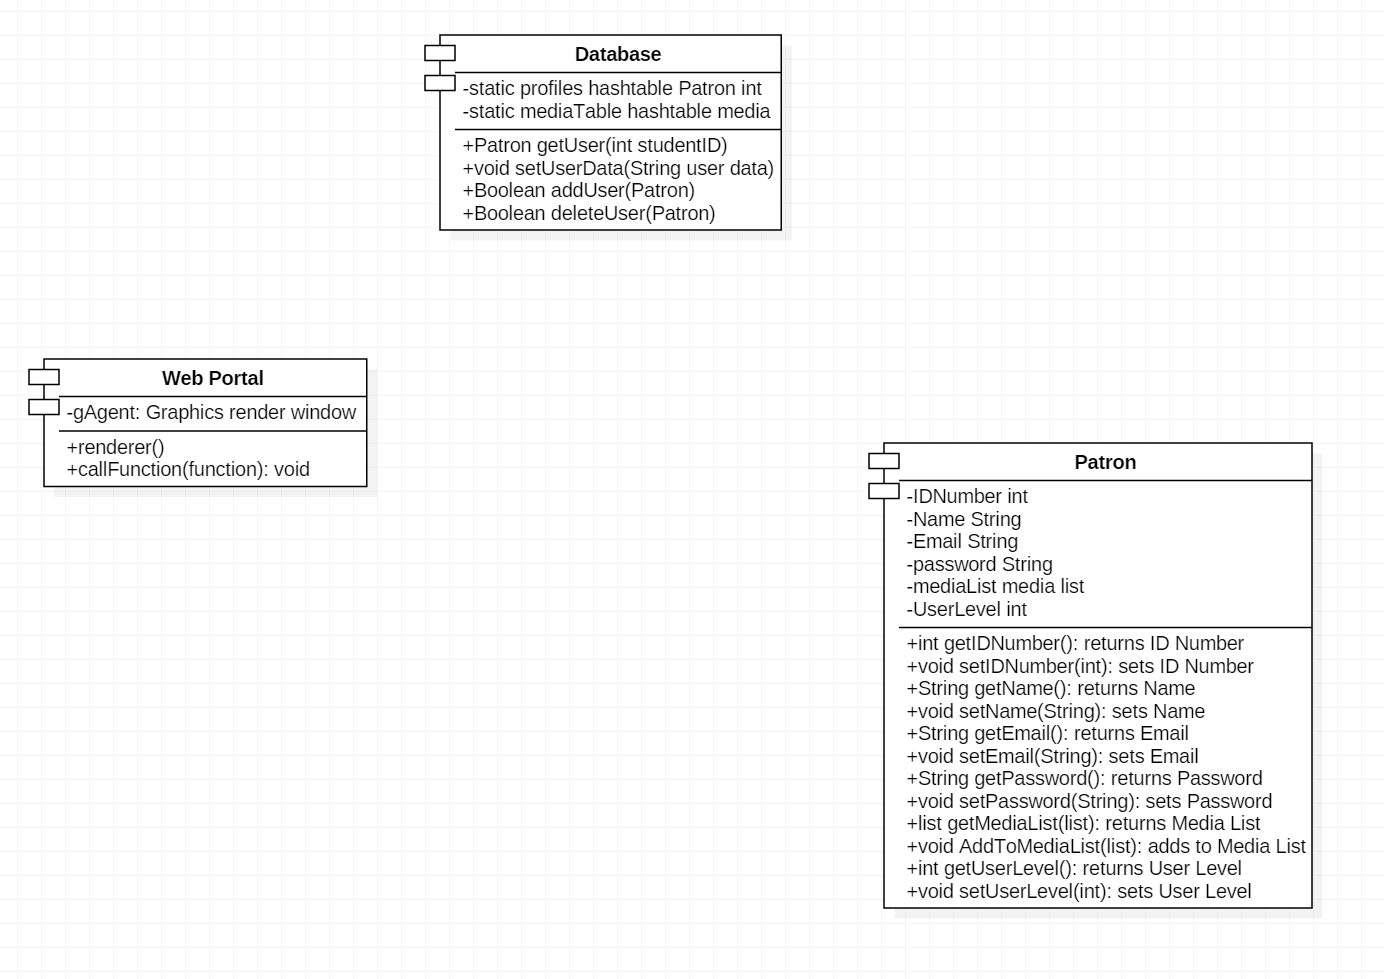 Database
-static profiles hashtable Patron int
-static mediaTable hashtable media
+Patron getUser(int studentID)
+void setUserData(String user data)
+Boolean addUser(Patron)
+Boolean deleteUser(Patron)
Web Portal
-gAgent: Graphics render window
+renderer()
+callFunction(function): void
Patron
-IDNumber int
-Name String
-Email String
-password String
-mediaList media list
-UserLevel int
+int getIDNumber(): returns ID Number
+void setIDNumber(int): sets ID Number
+String getName(): returns Name
+void setName(String): sets Name
+String getEmail(): returns Email
+void setEmail(String): sets Email
+String getPassword(): returns Password
+void setPassword(String): sets Password
+list getMediaList(list): returns Media List
+void AddToMediaList(list): adds to Media List
+int getUserLevel(): returns User Level
+void setUserLevel(int): sets User Level